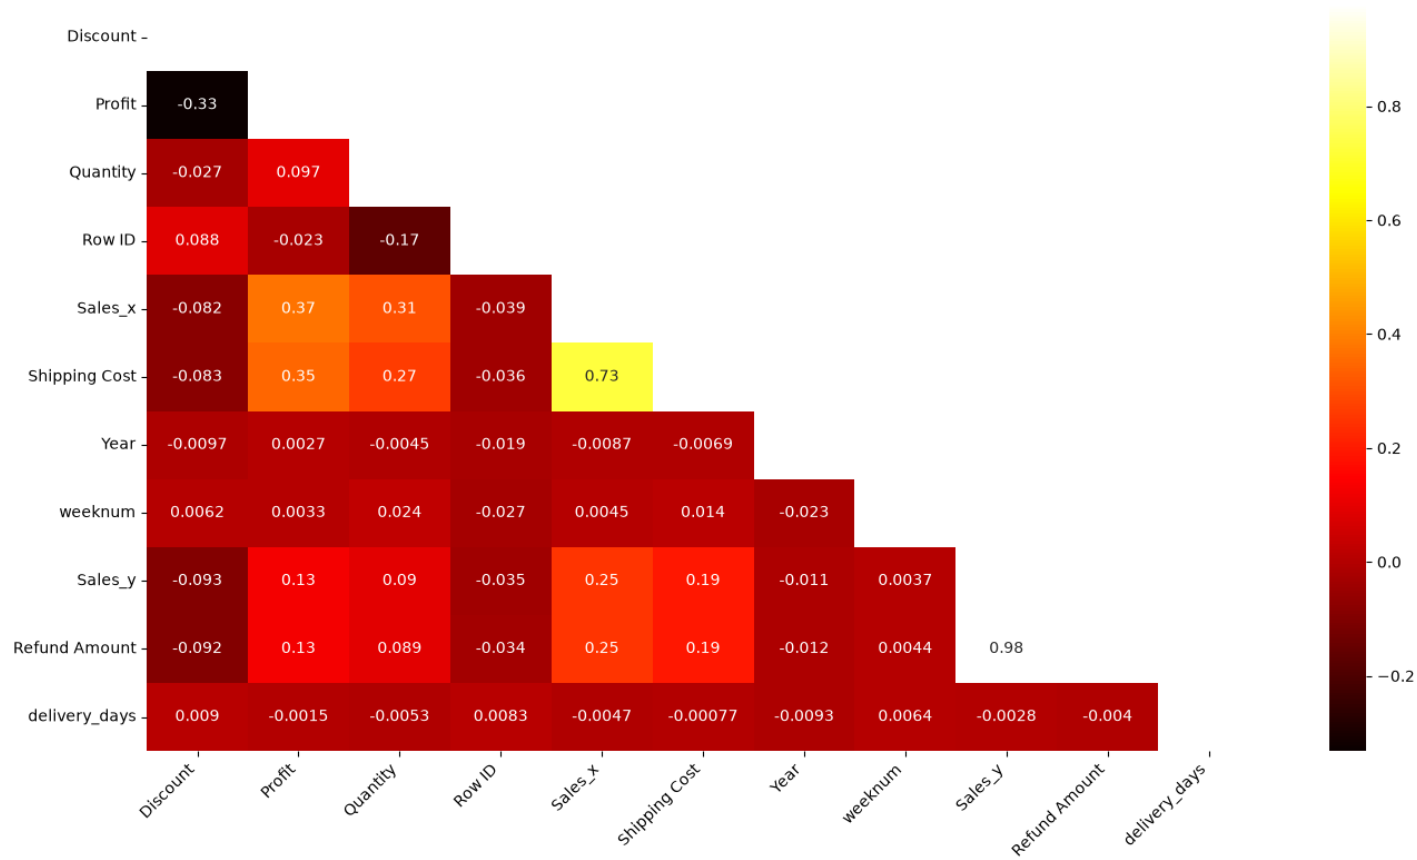 Discount
Profit -0.33
Quantity -0.027 0.097
Row ID 0.088 -0.023 -0.17
Sales_x -0.082 0.37 0.31 -0.039
Shipping Cost -0.083 0.35 0.27 -0.036 0.73
Year -0.0097 0.0027 -0.0045 -0.019 -0.0087 -0.0069
weeknum 0.0062 0.0033 0.024 -0.027 0.0045 0.014 -0.023
Sales_y -0.093 0.13 0.09 -0.035 0.25 0.19 -0.011 0.0037
Refund Amount -0.092 0.13 0.089 -0.034 0.25 0.19 -0.012 0.0044 0.98
delivery_days 0.009 -0.0015 -0.0053 0.0083 -0.0047 -0.00077 -0.0093 0.0064 -0.0028 -0.004
Discount Profit Quantity Row ID Sales_x Shipping Cost Year weeknum Sales_y Refund Amount delivery_days
0.8
0.6
0.4
0.2
0.0
−0.2